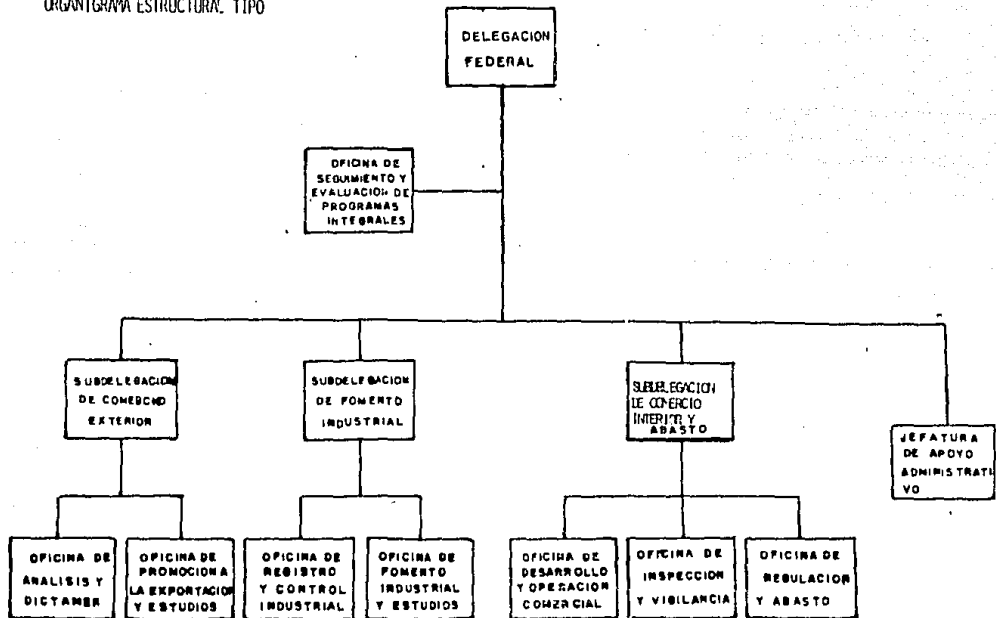 ORGANIGRAMA ESTRUCTURAL TIPO
DELEGACION
FEDERAL
OFICINA DE
SEGUIMIENTO Y
EVALUACION DE
PROGRAMAS
INTEGRALES
SUBDELEGACION
DE COMERCIO
EXTERIOR
SUBDELEGACION
DE FOMENTO
INDUSTRIAL
SUBDELEGACION
DE COMERCIO
INTERIOR Y
ABASTO
JEFATURA
DE APOYO
ADMINISTRATI
VO
OFICINA DE
ANALISIS Y
DICTAMEN
OFICINA DE
PROMOCION A
LA EXPORTACION
Y ESTUDIOS
OFICINA DE
REGISTRO
Y CONTROL
INDUSTRIAL
OFICINA DE
FOMENTO
INDUSTRIAL
Y ESTUDIOS
OFICINA DE
DESARROLLO
Y OPERACION
COMERCIAL
OFICINA DE
INSPECCION
Y VIGILANCIA
OFICINA DE
REGULACION
Y ABASTO